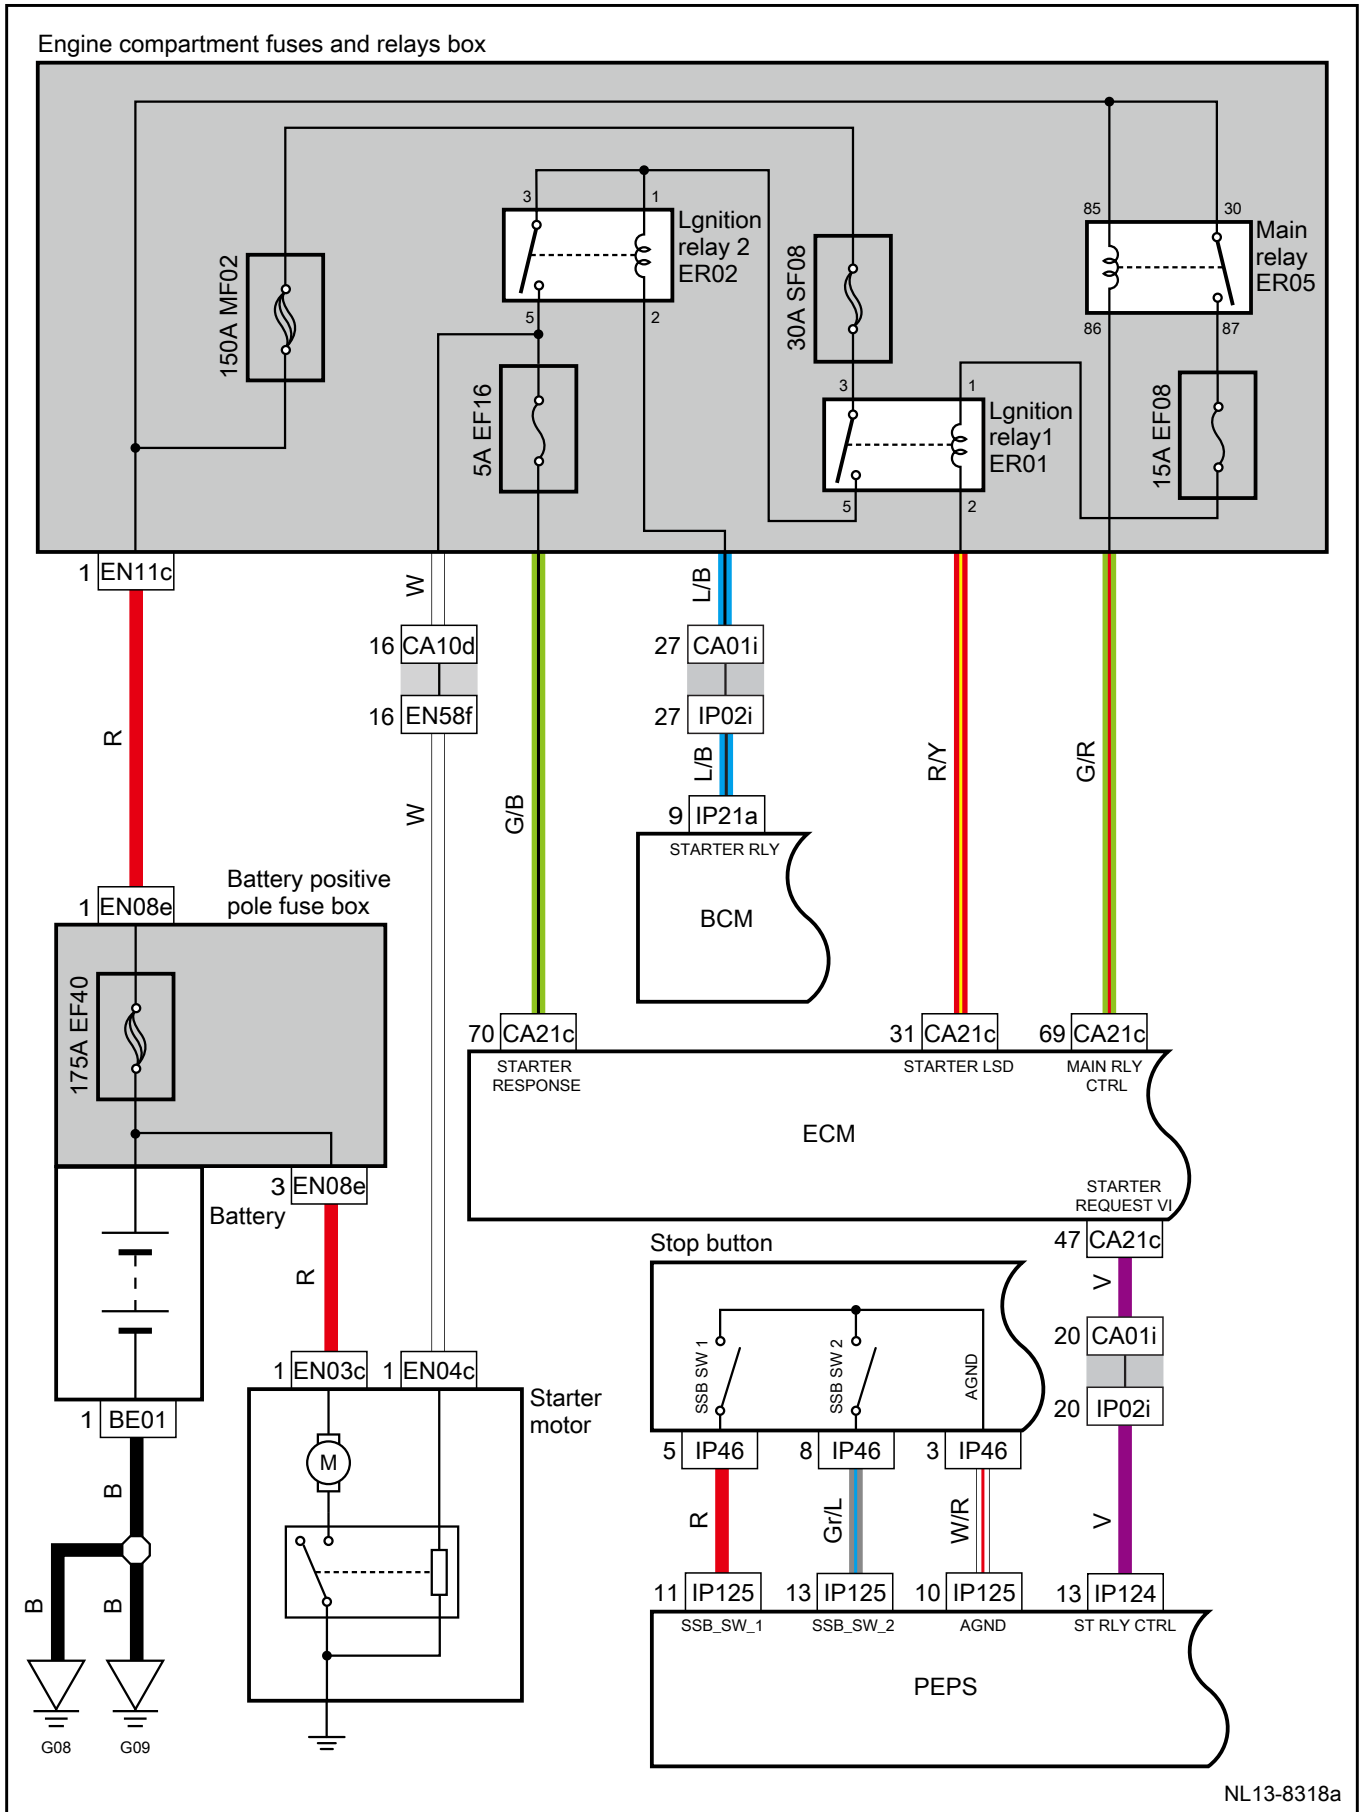 Engine compartment fuses and relays box
3
1
Lgnition
relay 2
ER02
5
2
85
30
Main
relay
ER05
86
87
150A MF02
30A SF08
5A EF16
3
1
Lgnition
relay1
ER01
5
2
15A EF08
1 EN11c
W
L/B
16 CA10d
27 CA01i
16 EN58f
27 IP02i
R
W
G/B
L/B
R/Y
G/R
9 IP21a
STARTER RLY
BCM
Battery positive
pole fuse box
1 EN08e
175A EF40
70 CA21c
31 CA21c
69 CA21c
STARTER
RESPONSE
STARTER LSD
MAIN RLY
CTRL
ECM
STARTER
REQUEST VI
3 EN08e
Battery
47 CA21c
Stop button
R
V
SSB SW 1
SSB SW 2
AGND
20 CA01i
20 IP02i
1 EN03c
1 EN04c
Starter
motor
M
1 BE01
5 IP46
8 IP46
3 IP46
B
R
Gr/L
W/R
V
B
B
11 IP125
13 IP125
10 IP125
13 IP124
SSB_SW_1
SSB_SW_2
AGND
ST RLY CTRL
PEPS
G08
G09
NL13-8318a